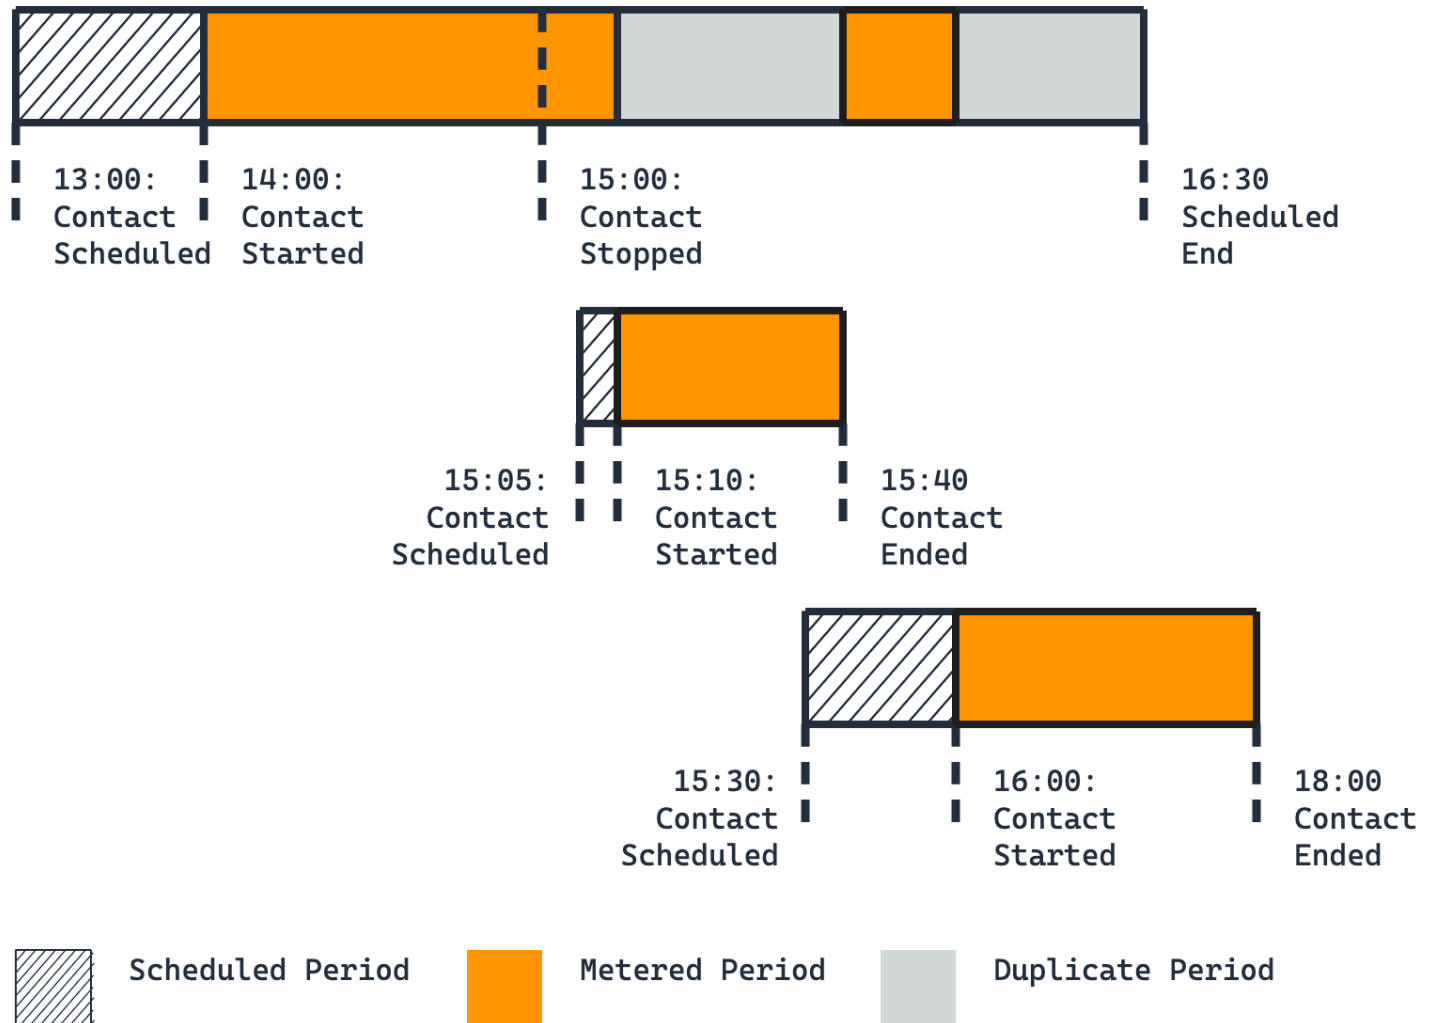 13:00:
Contact
Scheduled
14:00:
Contact
Started
15:00:
Contact
Stopped
16:30
Scheduled
End
15:05:
Contact
Scheduled
15:10:
Contact
Started
15:40
Contact
Ended
15:30:
Contact
Scheduled
16:00:
Contact
Started
18:00
Contact
Ended
Scheduled Period
Metered Period
Duplicate Period